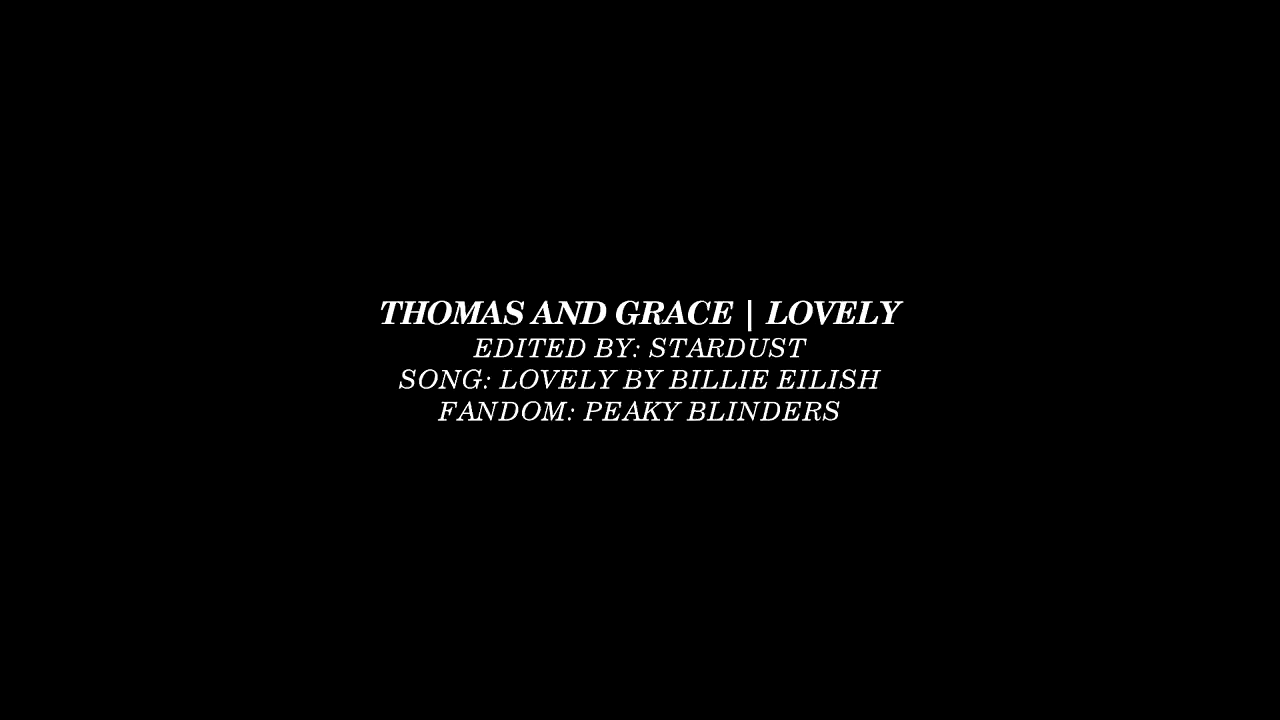 THOMAS AND GRACE | LOVELY
EDITED BY: STARDUST
SONG: LOVELY BY BILLIE EILISH
FANDOM: PEAKY BLINDERS